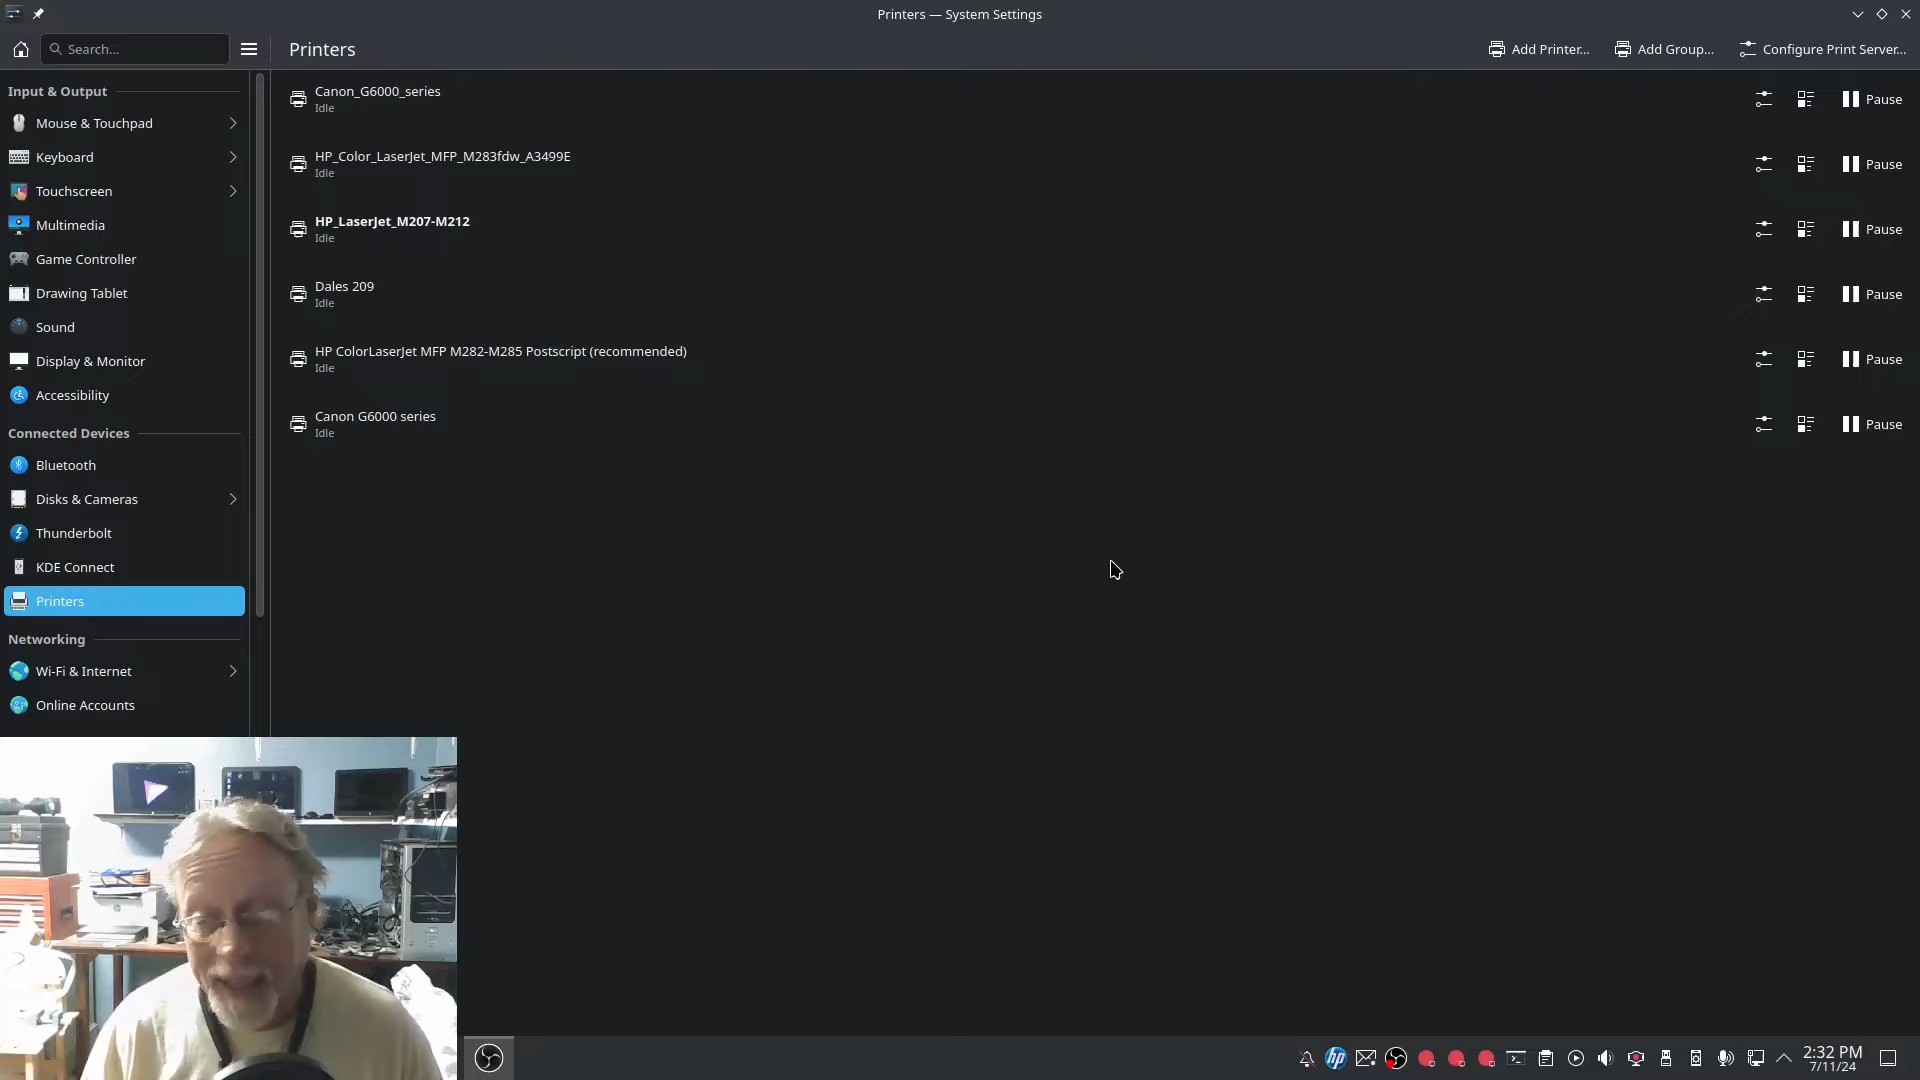 Printers — System Settings
Search...
Printers
Add Printer...
Add Group...
Configure Print Server...
Input & Output
Mouse & Touchpad
Keyboard
Touchscreen
Multimedia
Game Controller
Drawing Tablet
Sound
Display & Monitor
Accessibility
Connected Devices
Bluetooth
Disks & Cameras
Thunderbolt
KDE Connect
Printers
Networking
Wi-Fi & Internet
Online Accounts
Canon_G6000_series
Idle
Pause
HP_Color_LaserJet_MFP_M283fdw_A3499E
Idle
Pause
HP_LaserJet_M207-M212
Idle
Pause
Dales 209
Idle
Pause
HP ColorLaserJet MFP M282-M285 Postscript (recommended)
Idle
Pause
Canon G6000 series
Idle
Pause
hp
2:32 PM
7/11/24